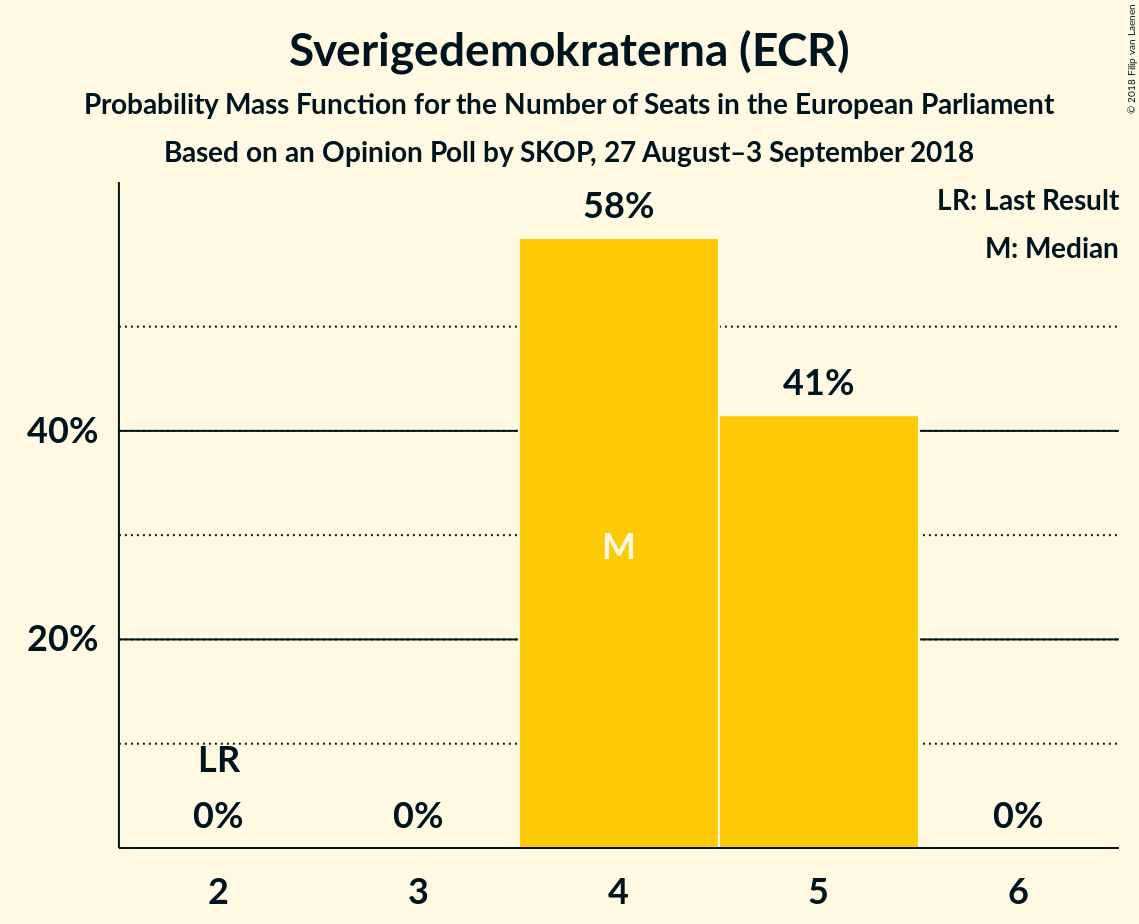 Sverigedemokraterna (ECR)
Probability Mass Function for the Number of Seats in the European Parliament
Based on an Opinion Poll by SKOP, 27 August–3 September 2018
© 2018 Filip van Laenen
LR: Last Result
M: Median
58%
41%
40%
M
20%
LR
0%
0%
0%
2
3
4
5
6